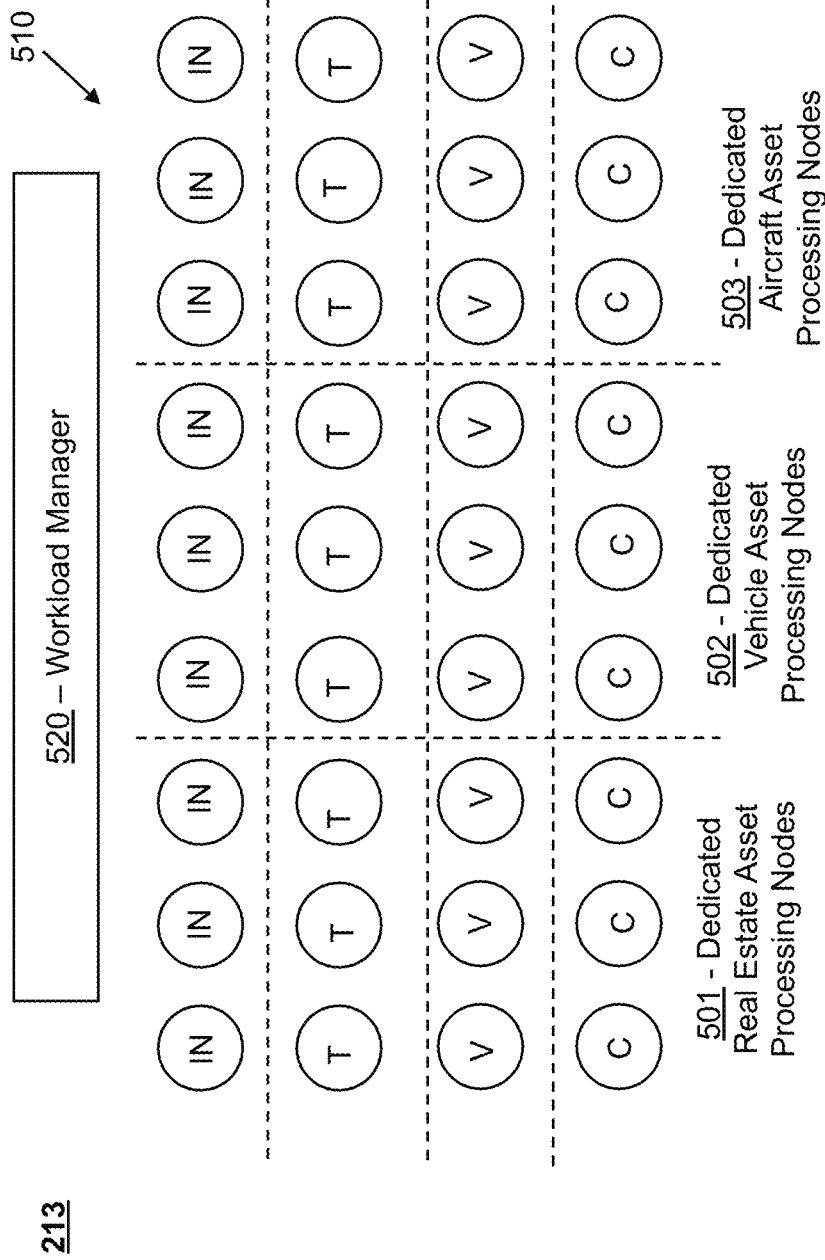 213
510
520 – Workload Manager
IN IN IN IN IN IN IN IN IN
T T T T T T T T T
V V V V V V V V V
C C C C C C C C C
501 - Dedicated
Real Estate Asset
Processing Nodes
502 - Dedicated
Vehicle Asset
Processing Nodes
503 - Dedicated
Aircraft Asset
Processing Nodes